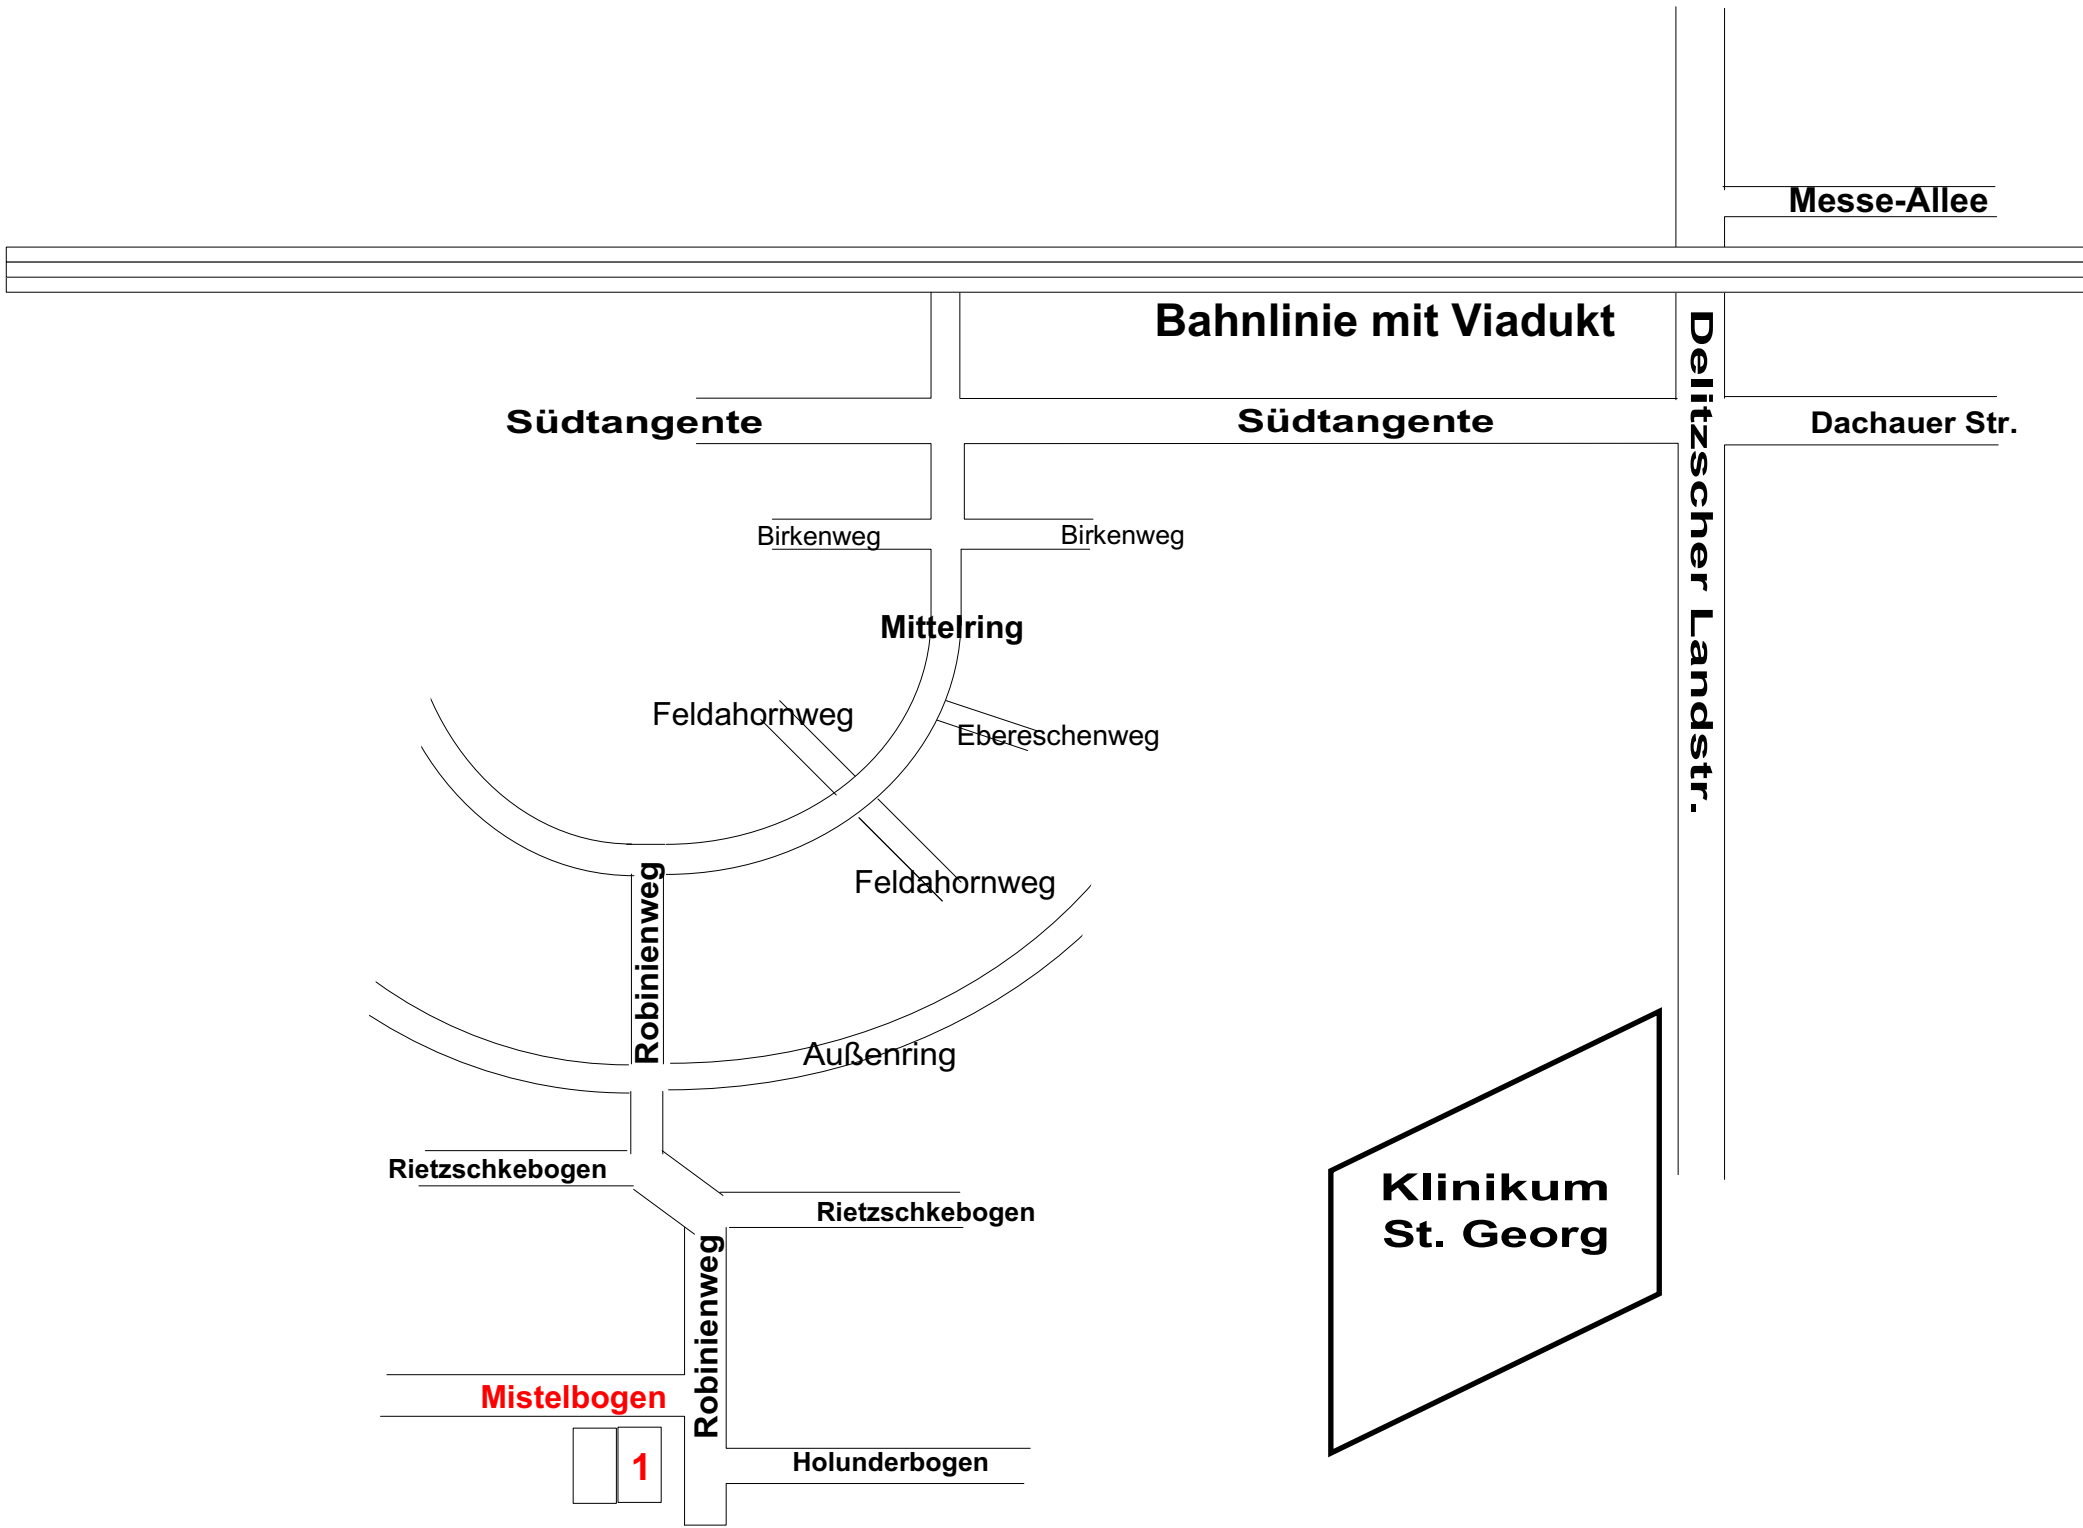 Messe-Allee
Bahnlinie mit Viadukt
Delitzscher Landstr.
Südtangente
Südtangente
Dachauer Str.
Birkenweg
Birkenweg
Mittelring
Feldahornweg
Ebereschenweg
Feldahornweg
Robinienweg
Außenring
Rietzschkebogen
Rietzschkebogen
Klinikum
St. Georg
Robinienweg
Mistelbogen
1
Holunderbogen